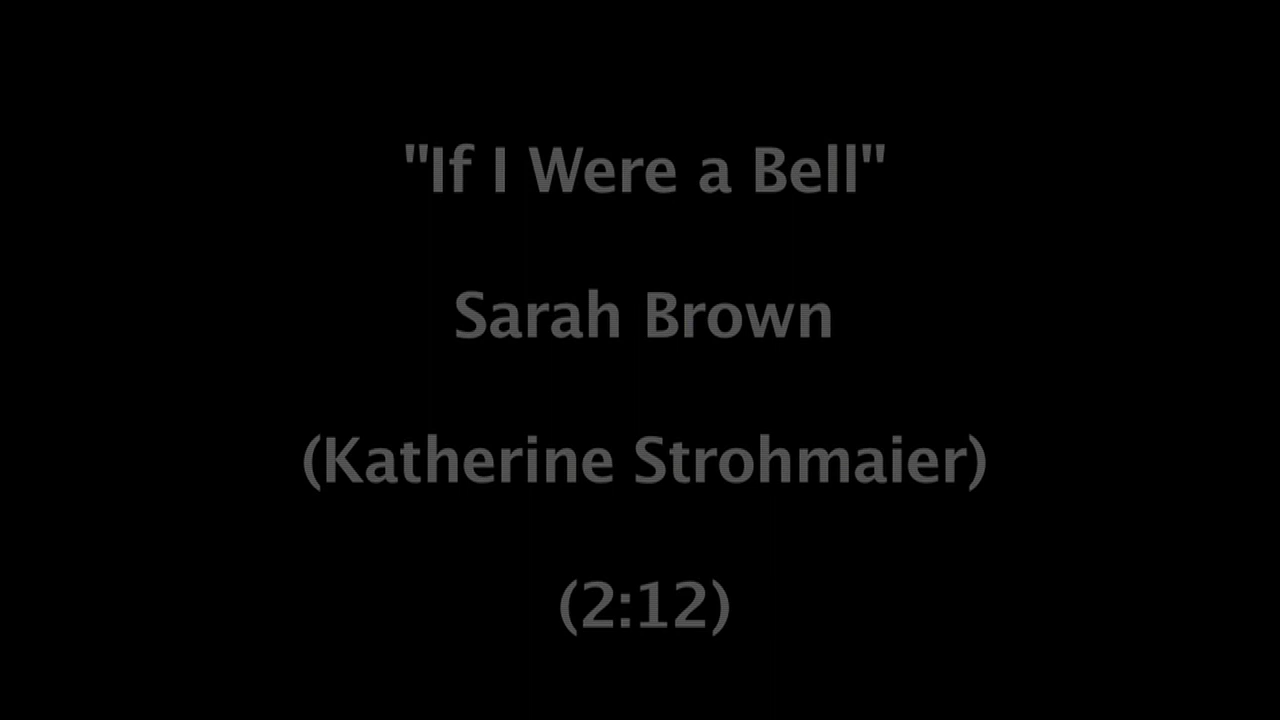 "If I Were a Bell"
Sarah Brown
(Katherine Strohmaier)
(2:12)